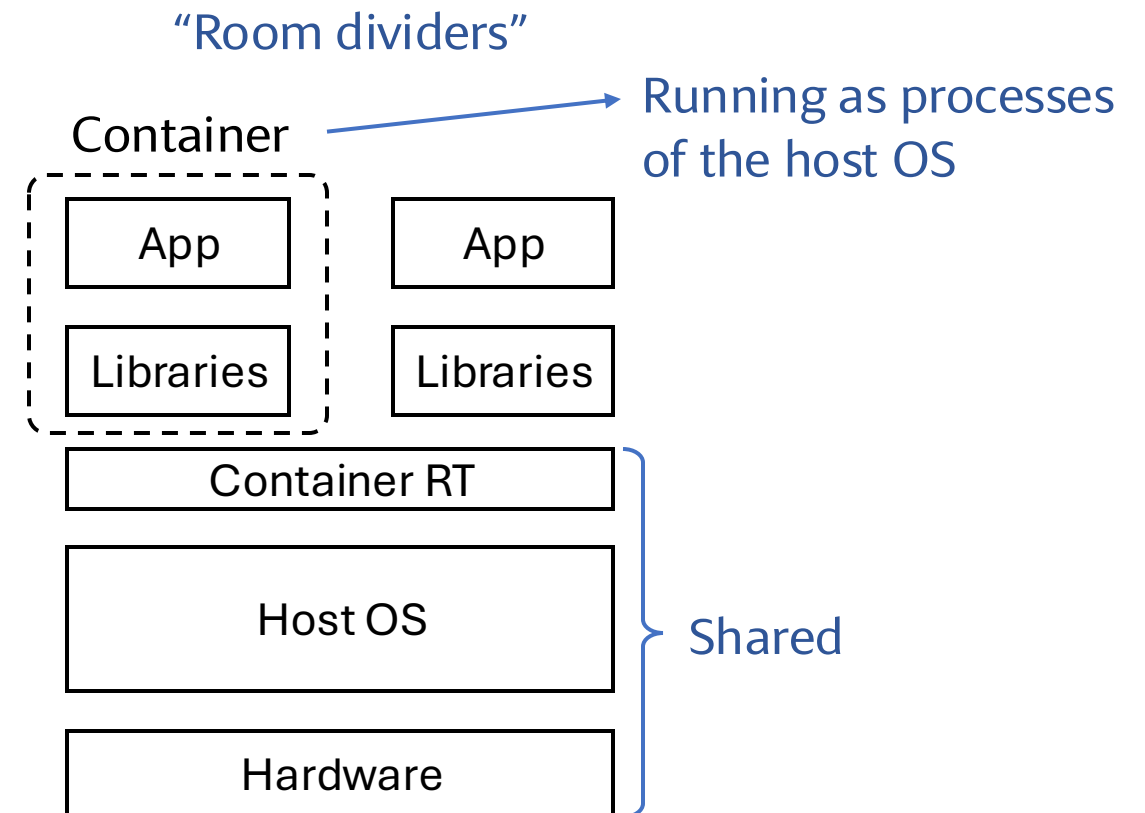 “Room dividers”
Container
Running as processes
of the host OS
App
App
Libraries
Libraries
Container RT
Host OS
Shared
Hardware